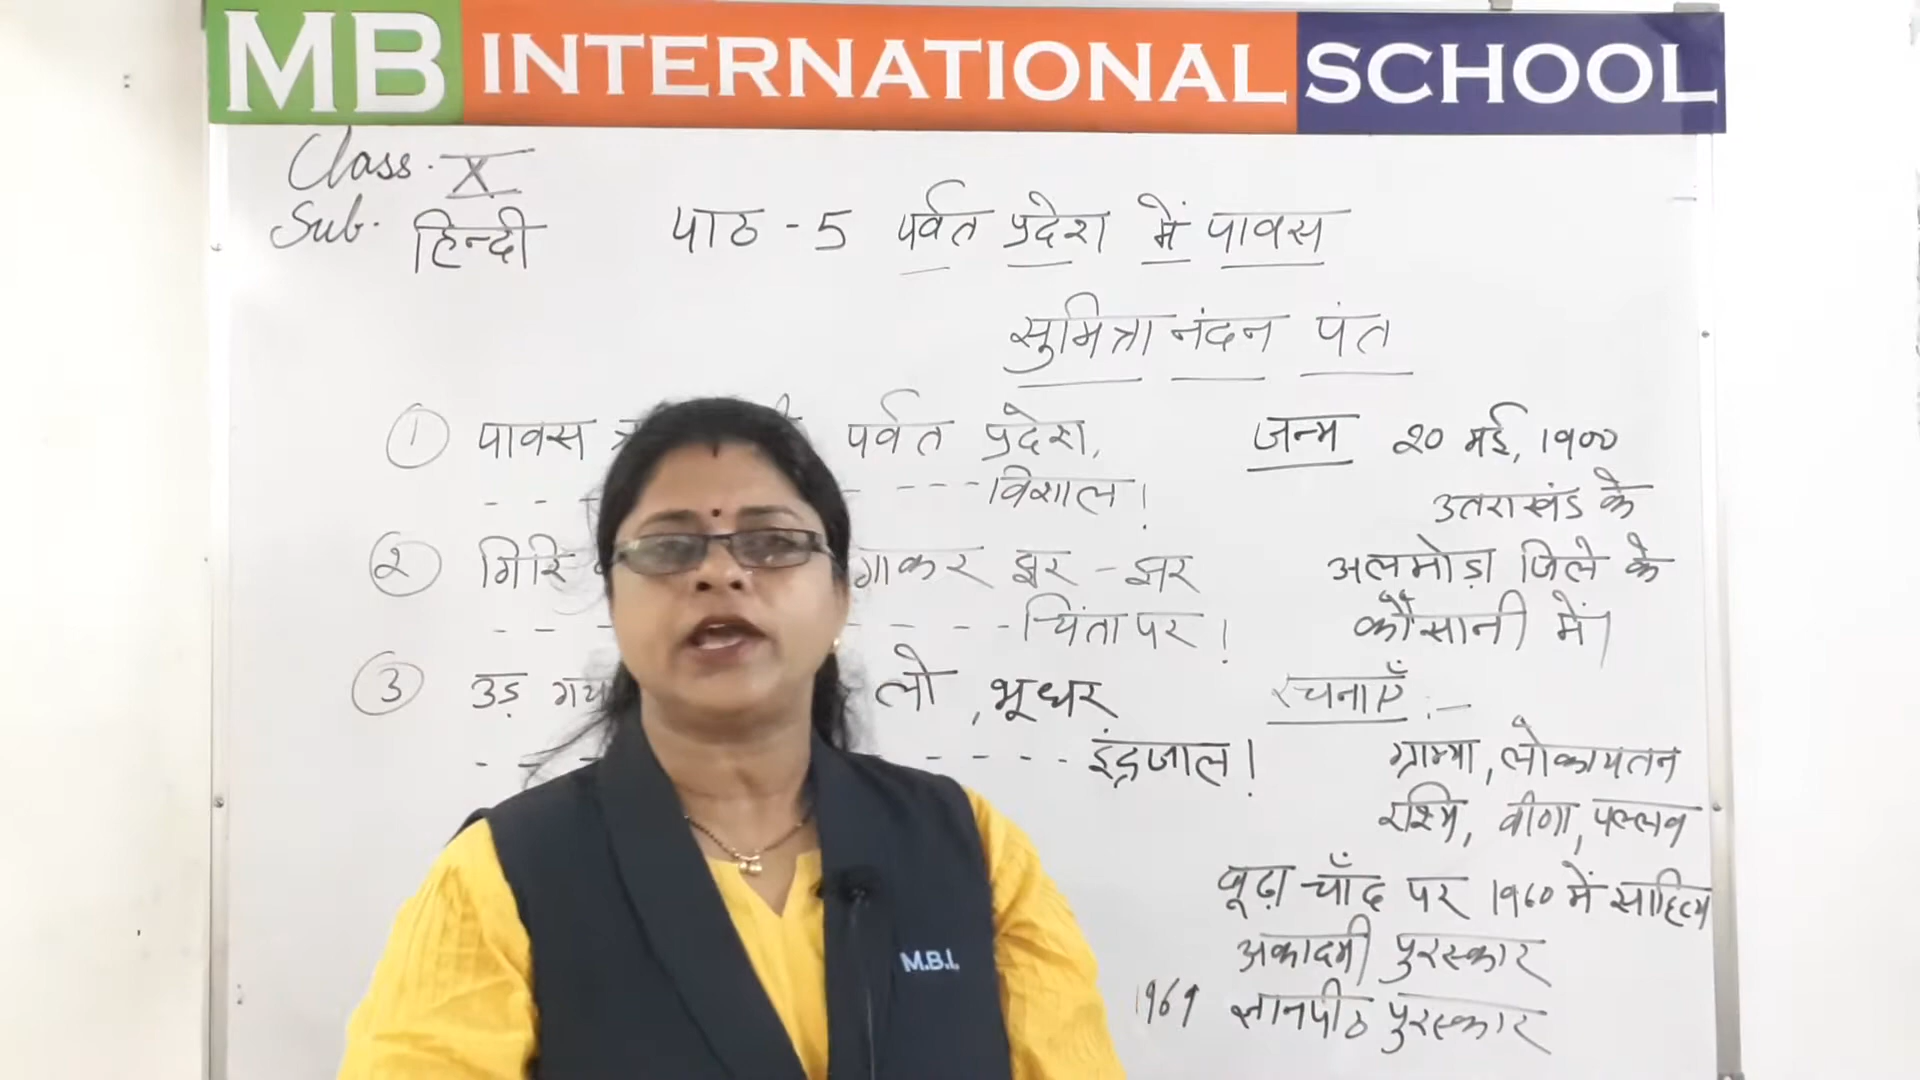 MB INTERNATIONAL SCHOOL
Class. X
Sub. हिन्दी
पाठ - 5 पर्वत प्रदेश में पावस
सुमित्रा नंदन पंत
① पावस पर्वत प्रदेश,
- - - - - - - विशाल!
② गिरि गाकर झर - झर
- - - - - - चिंता पर!
③ उड़ गया लो, भूधर
- - - - - - इंद्रजाल!
जन्म २० मई, 1900
उत्तराखंड के
अलमोड़ा जिले के
कौसानी में।
रचनाएँ :-
ग्राम्या, लोकायतन
रश्मि, वीणा, पल्लव
बूढ़ा चाँद पर 1960 में साहित्य
अकादमी पुरस्कार
1969 ज्ञानपीठ पुरस्कार
M.B.I.